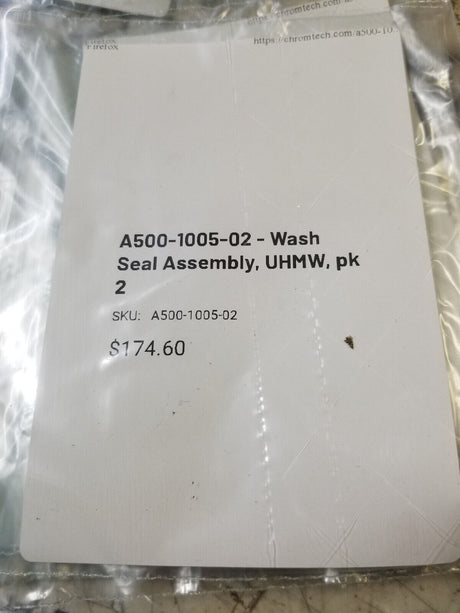 Firefox
https://chromtech.com/a500-10...
A500-1005-02 - Wash
Seal Assembly, UHMW, pk
2
SKU: A500-1005-02
$174.60